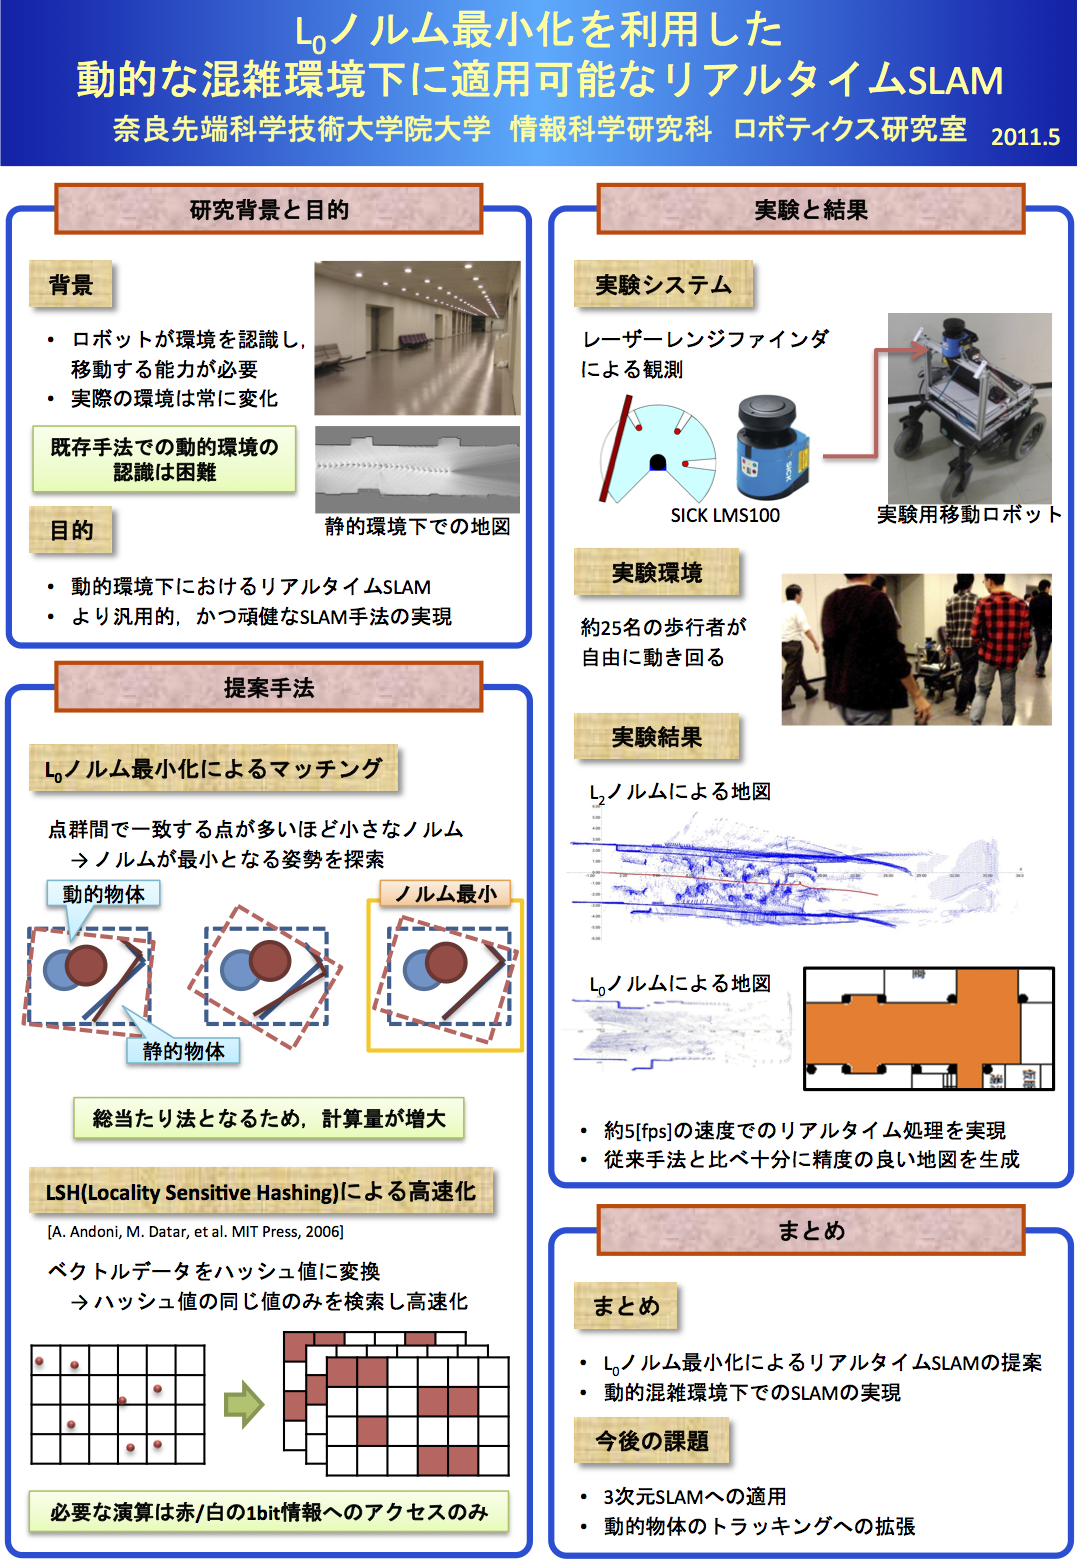 L0ノルム最小化を利用した
動的な混雑環境下に適用可能なリアルタイムSLAM
奈良先端科学技術大学院大学 情報科学研究科 ロボティクス研究室 2011.5
研究背景と目的
背景
• ロボットが環境を認識し，
移動する能力が必要
• 実際の環境は常に変化
既存手法での動的環境の
認識は困難
静的環境下での地図
目的
• 動的環境下におけるリアルタイムSLAM
• より汎用的，かつ頑健なSLAM手法の実現
提案手法
L0ノルム最小化によるマッチング
点群間で一致する点が多いほど小さなノルム
→ ノルムが最小となる姿勢を探索
動的物体
ノルム最小
静的物体
総当たり法となるため，計算量が増大
LSH(Locality Sensitive Hashing)による高速化
[A. Andoni, M. Datar, et al. MIT Press, 2006]
ベクトルデータをハッシュ値に変換
→ ハッシュ値の同じ値のみを検索し高速化
必要な演算は赤/白の1bit情報へのアクセスのみ
実験と結果
実験システム
レーザーレンジファインダ
による観測
SICK
SICK LMS100
実験用移動ロボット
実験環境
約25名の歩行者が
自由に動き回る
実験結果
L2ノルムによる地図
L0ノルムによる地図
• 約5[fps]の速度でのリアルタイム処理を実現
• 従来手法と比べ十分に精度の良い地図を生成
まとめ
まとめ
• L0ノルム最小化によるリアルタイムSLAMの提案
• 動的混雑環境下でのSLAMの実現
今後の課題
• 3次元SLAMへの適用
• 動的物体のトラッキングへの拡張